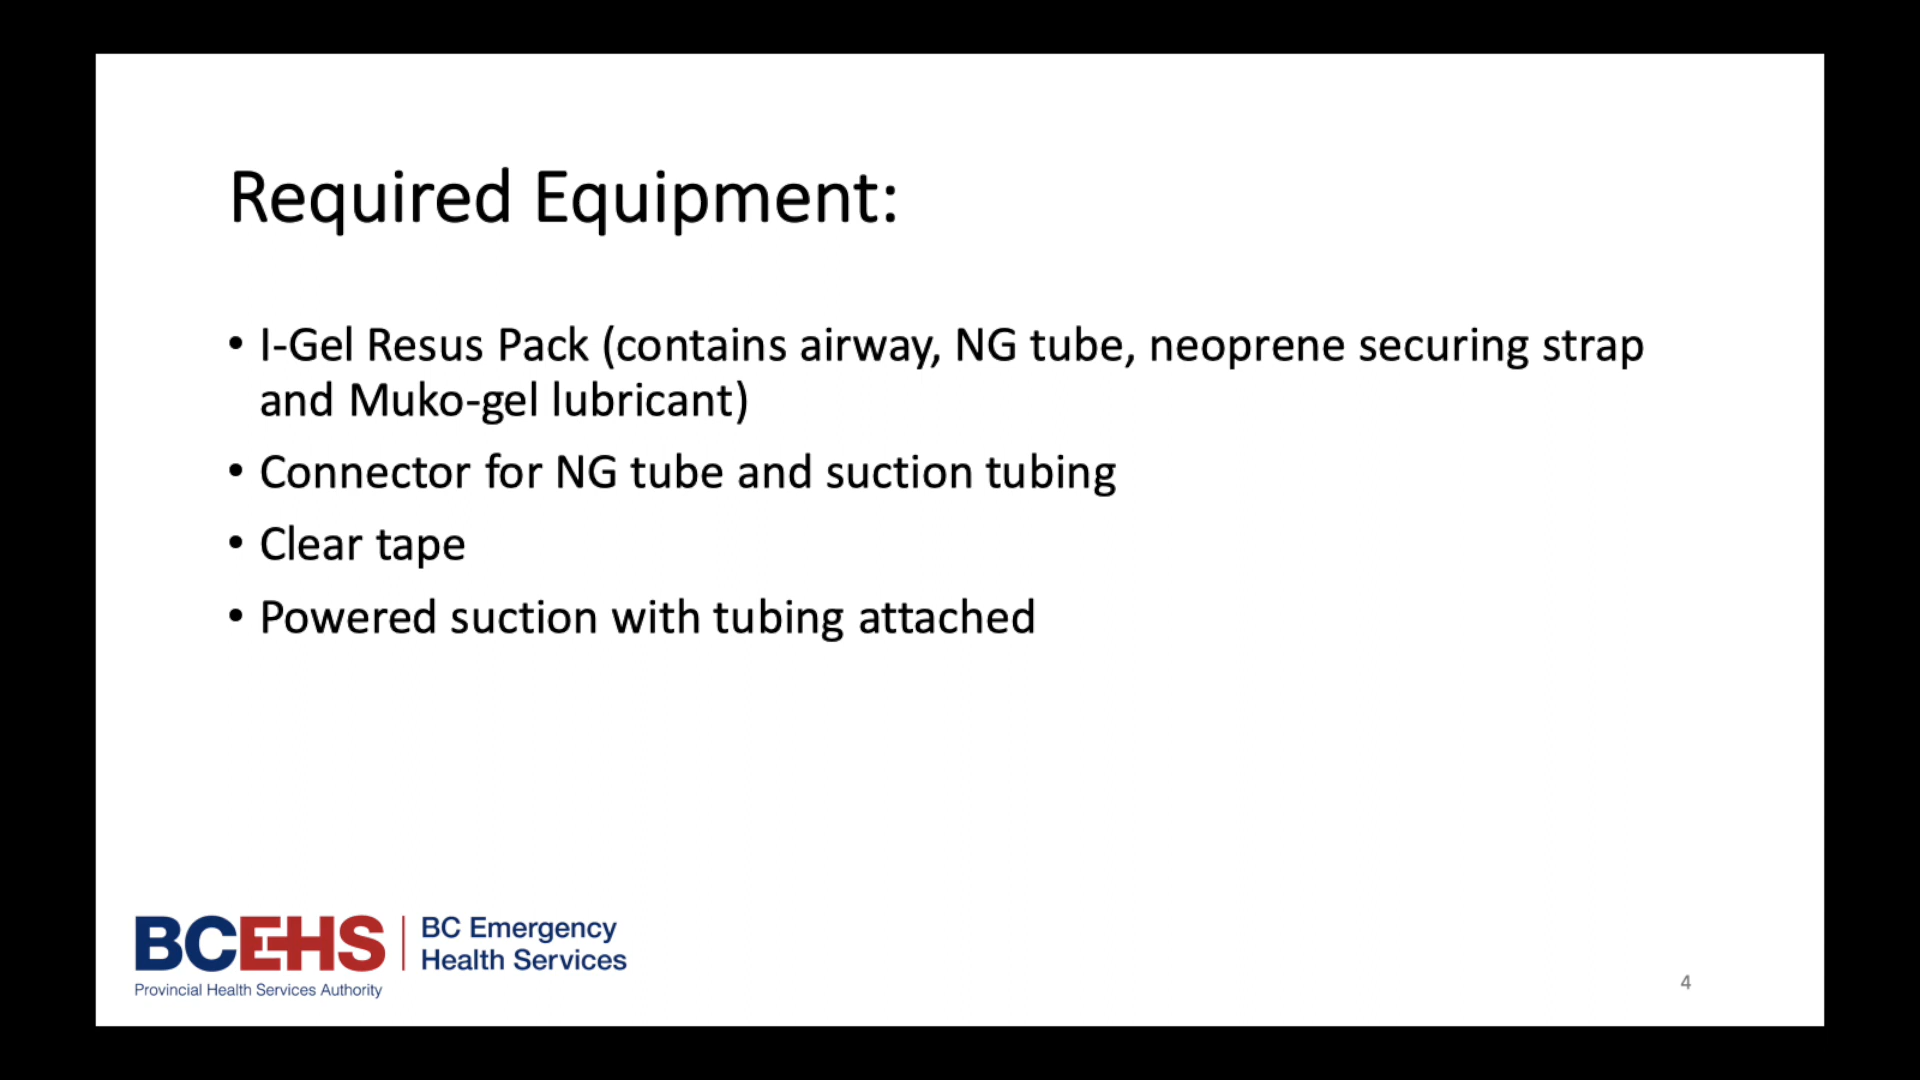 Required Equipment:
• I-Gel Resus Pack (contains airway, NG tube, neoprene securing strap
and Muko-gel lubricant)
• Connector for NG tube and suction tubing
• Clear tape
• Powered suction with tubing attached
BCEHS
BC Emergency
Health Services
Provincial Health Services Authority
4